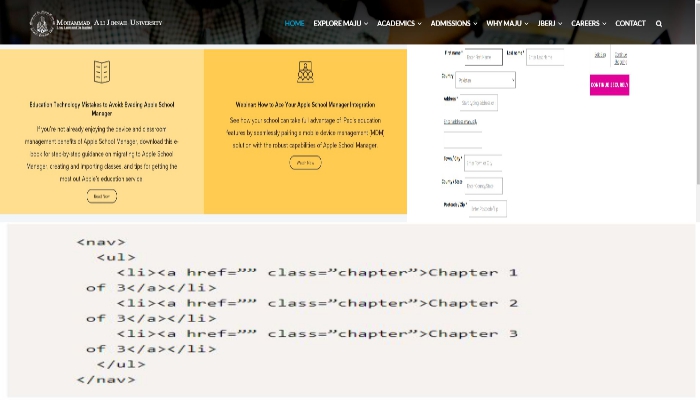 MOHAMMAD ALI JINNAH UNIVERSITY
HOME EXPLORE MAJU ACADEMICS ADMISSIONS WHY MAJU JBERJ CAREERS CONTACT
Education Technology Mistakes to Avoid: Evading Apple School
Manager
If you're not already enjoying the device and classroom
management benefits of Apple School Manager, download this e-
book for step-by-step guidance on migrating to Apple School
Manager, creating and importing classes, and tips for getting the
most out Apple's education service.
Read Now
Webinar: How to Ace Your Apple School Manager Integration
See how your school can take full advantage of Apple education
features by seamlessly pairing a mobile device management (MDM)
solution with the robust capabilities of Apple School Manager.
Watch Now
First name *
Last name *
Country
Address *
Town / City *
County / State
Postcode / Zip *
CONTINUE SECURELY
<nav>
<ul>
<li><a href=”” class=”chapter”>Chapter 1
of 3</a></li>
<li><a href=”” class=”chapter”>Chapter 2
of 3</a></li>
<li><a href=”” class=”chapter”>Chapter 3
of 3</a></li>
</ul>
</nav>